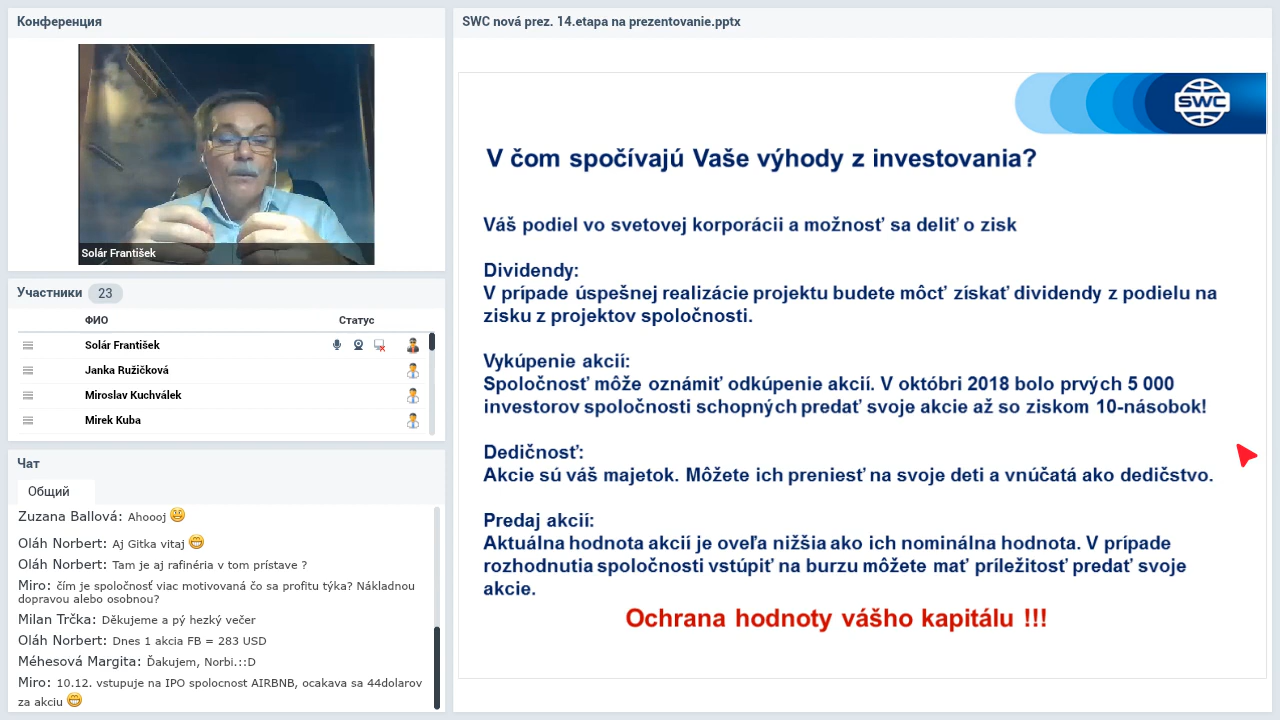 Конференция
Solár František
Участники 23
ФИО Статус
Solár František
Janka Ružičková
Miroslav Kuchválek
Mirek Kuba
Чат
Общий
Zuzana Ballová: Ahoooj
Oláh Norbert: Aj Gitka vitaj
Oláh Norbert: Tam je aj rafinéria v tom prístave ?
Miro: čím je spoločnosť viac motivovaná čo sa profitu týka? Nákladnou
dopravou alebo osobnou?
Milan Trčka: Děkujeme a pý hezký večer
Oláh Norbert: Dnes 1 akcia FB = 283 USD
Méhesová Margita: Ďakujem, Norbi.::D
Miro: 10.12. vstupuje na IPO spolocnost AIRBNB, ocakava sa 44dolarov
za akciu
SWC nová prez. 14.etapa na prezentovanie.pptx
SWC
V čom spočívajú Vaše výhody z investovania?
Váš podiel vo svetovej korporácii a možnosť sa deliť o zisk
Dividendy:
V prípade úspešnej realizácie projektu budete môcť získať dividendy z podielu na
zisku z projektov spoločnosti.
Vykúpenie akcií:
Spoločnosť môže oznámiť odkúpenie akcií. V októbri 2018 bolo prvých 5 000
investorov spoločnosti schopných predať svoje akcie až so ziskom 10-násobok!
Dedičnosť:
Akcie sú váš majetok. Môžete ich preniesť na svoje deti a vnúčatá ako dedičstvo.
Predaj akcií:
Aktuálna hodnota akcií je oveľa nižšia ako ich nominálna hodnota. V prípade
rozhodnutia spoločnosti vstúpiť na burzu môžete mať príležitosť predať svoje
akcie.
Ochrana hodnoty vášho kapitálu !!!